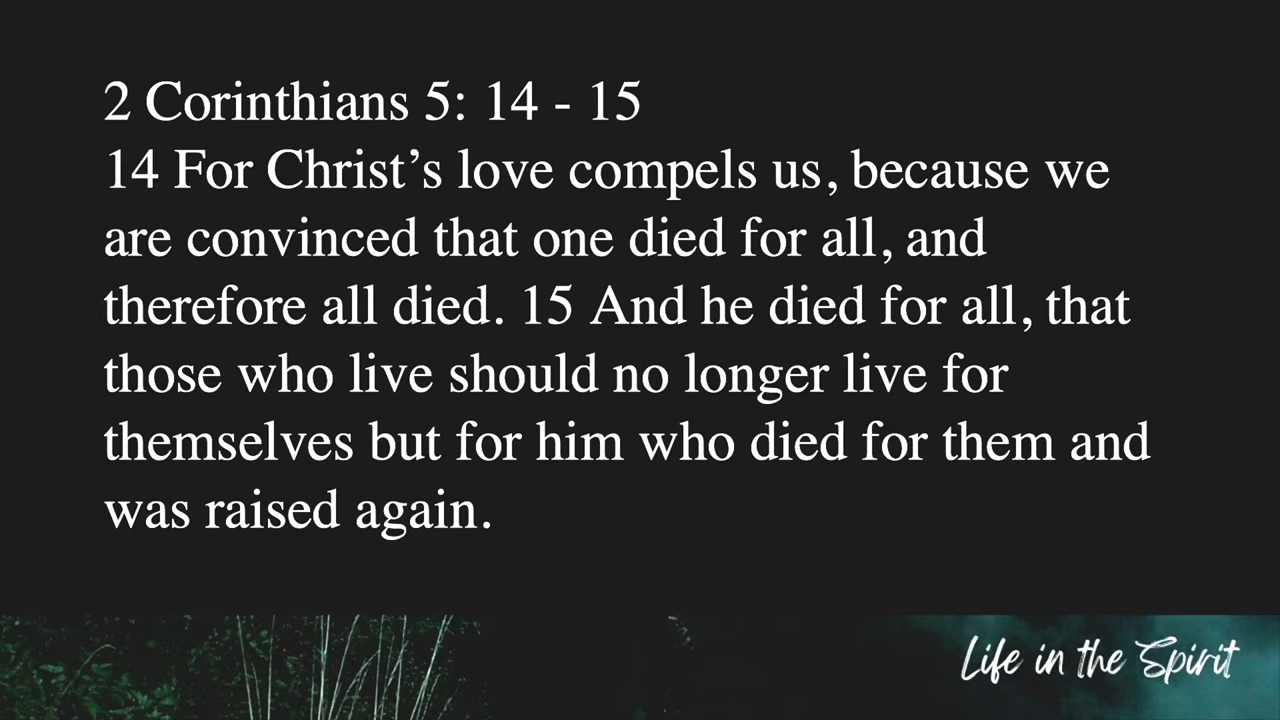 2 Corinthians 5: 14 - 15
14 For Christ’s love compels us, because we
are convinced that one died for all, and
therefore all died. 15 And he died for all, that
those who live should no longer live for
themselves but for him who died for them and
was raised again.
Life in the Spirit